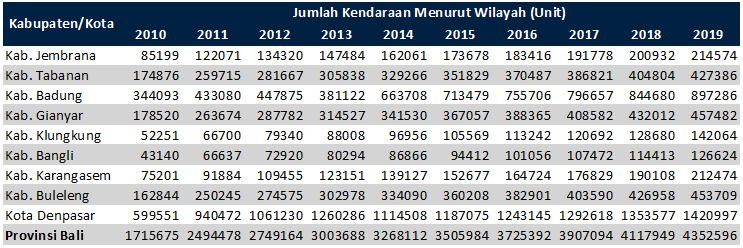 Kabupaten/Kota Jumlah Kendaraan Menurut Wilayah (Unit)
2010 2011 2012 2013 2014 2015 2016 2017 2018 2019
Kab. Jembrana 85199 122071 134320 147484 162061 173678 183416 191778 200932 214574
Kab. Tabanan 174876 259715 281667 305838 329266 351829 370487 386821 404804 427386
Kab. Badung 344093 433080 447875 381122 663708 713479 755706 796657 844680 897286
Kab. Gianyar 178520 263674 287782 314527 341530 367057 388365 408582 432012 457482
Kab. Klungkung 52251 66700 79340 88008 96956 105569 113242 120692 128680 142064
Kab. Bangli 43140 66637 72920 80294 86866 94412 101056 107472 114413 126624
Kab. Karangasem 75201 91884 109455 123151 139127 152677 164724 176829 190108 212474
Kab. Buleleng 162844 250245 274575 302978 334090 360208 382901 403590 426958 453709
Kota Denpasar 599551 940472 1061230 1260286 1114508 1187075 1243145 1292618 1353577 1420997
Provinsi Bali 1715675 2494478 2749164 3003688 3268112 3505984 3725392 3907094 4117949 4352596